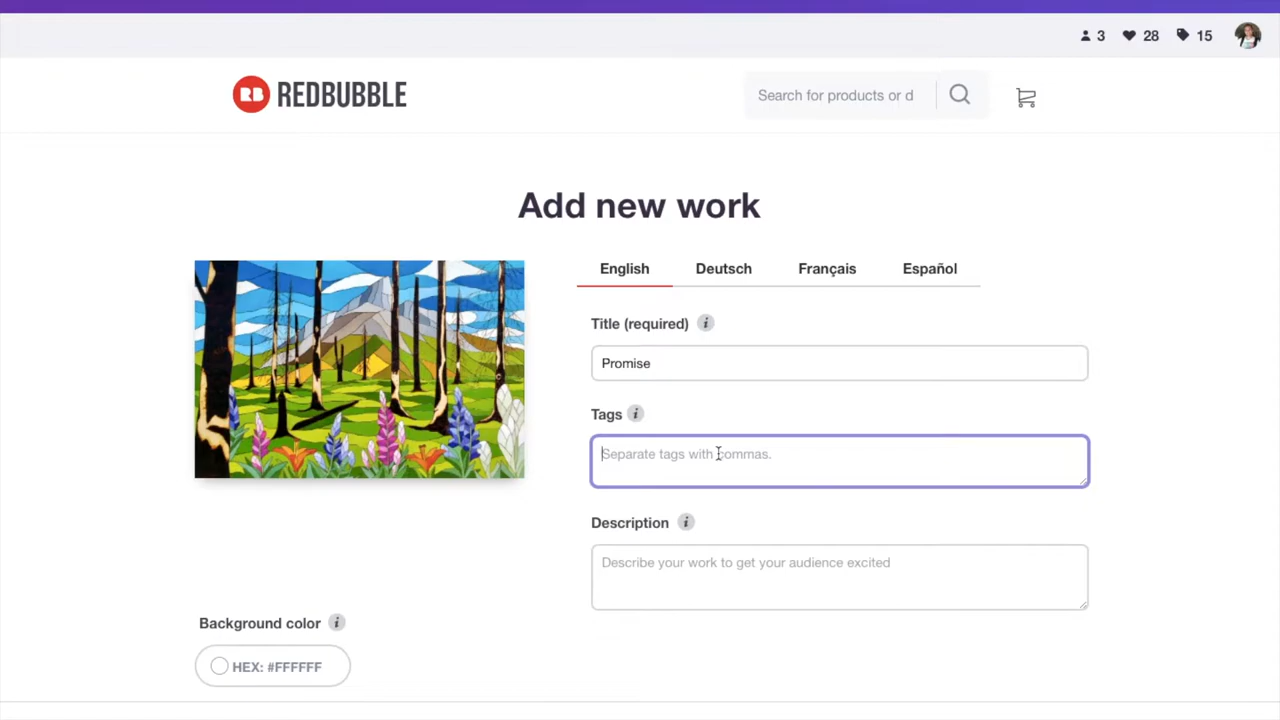 3 28 15
RB REDBUBBLE
Search for products or d
Add new work
English Deutsch Français Español
Title (required) i
Promise
Tags i
Separate tags with commas.
Description i
Describe your work to get your audience excited
Background color i
HEX: #FFFFFF